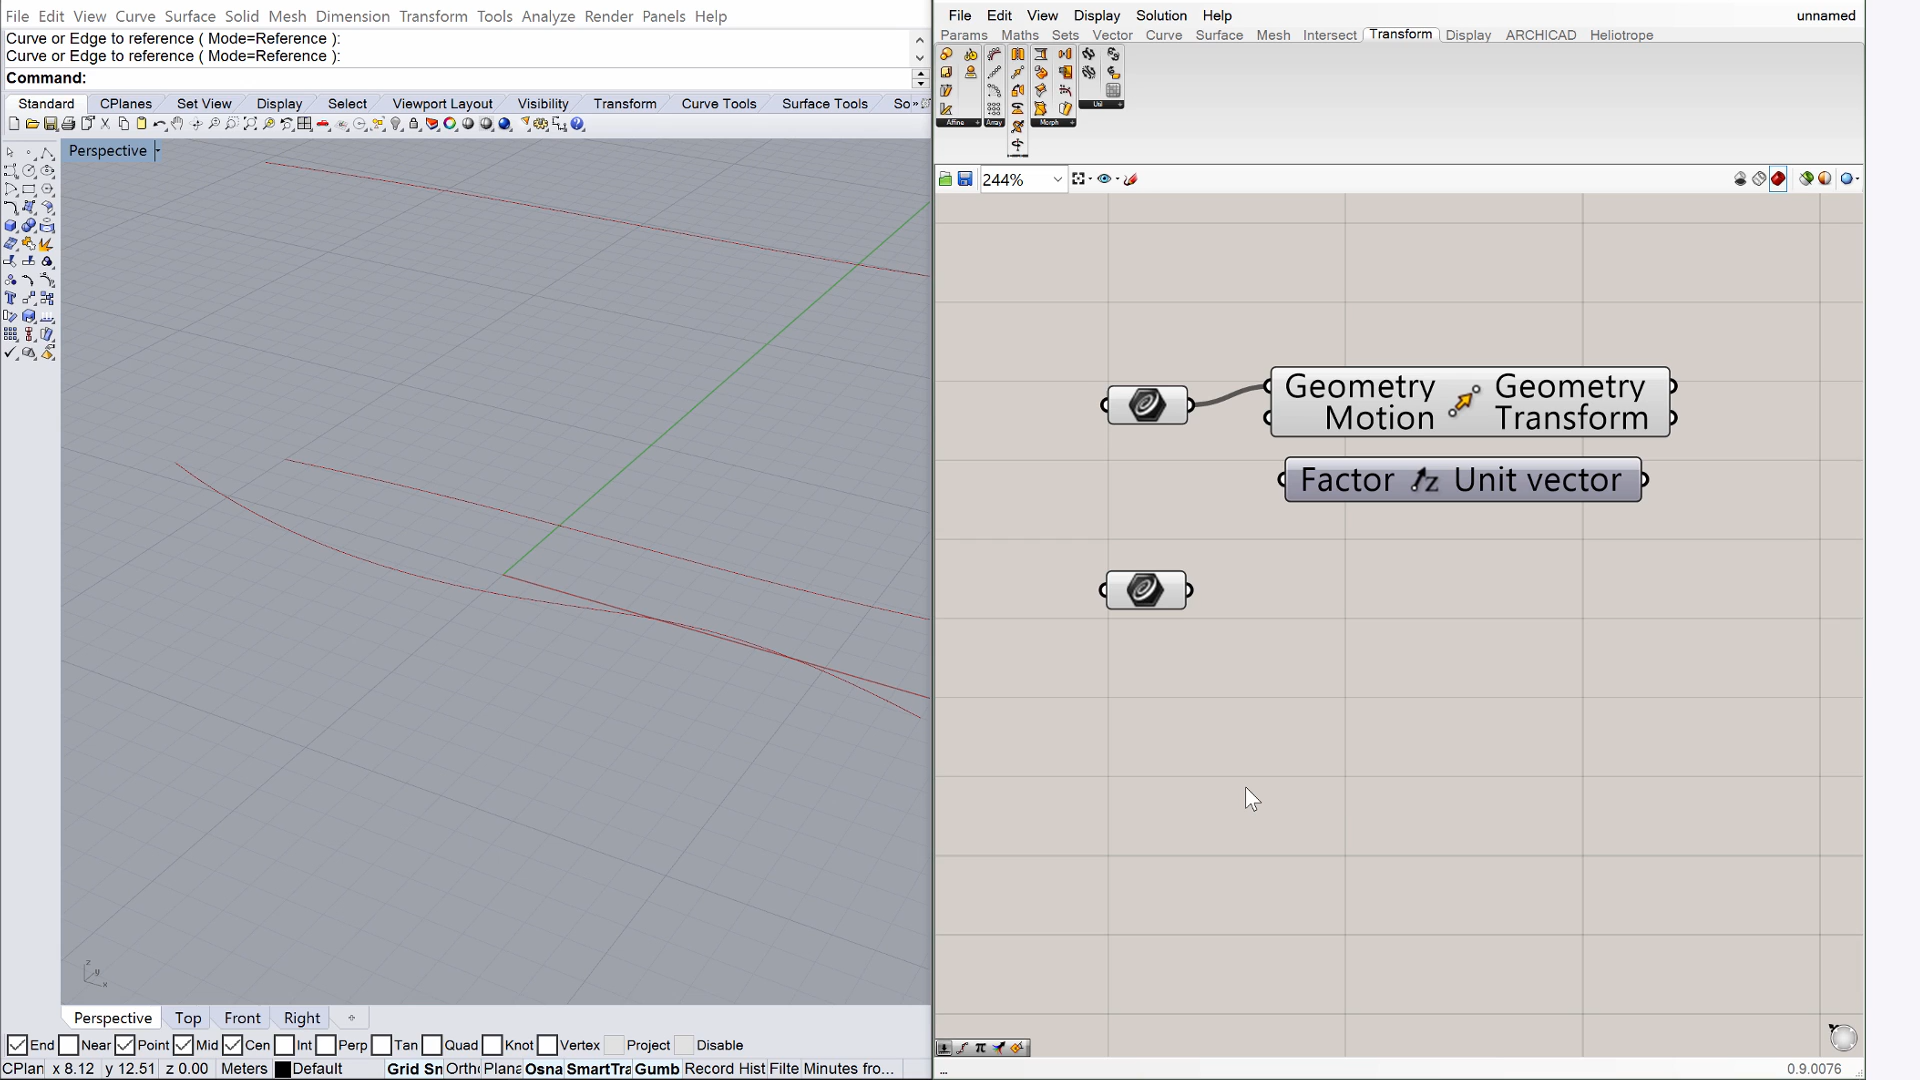 File Edit View Curve Surface Solid Mesh Dimension Transform Tools Analyze Render Panels Help
Curve or Edge to reference ( Mode=Reference ):
Curve or Edge to reference ( Mode=Reference ):
Command:
Standard CPlanes Set View Display Select Viewport Layout Visibility Transform Curve Tools Surface Tools So»
Perspective
z
y
x
Perspective Top Front Right
End Near Point Mid Cen Int Perp Tan Quad Knot Vertex Project Disable
CPlan x 8.12 y 12.51 z 0.00 Meters Default Grid Sn Ortho Plana Osna SmartTra Gumb Record Hist Filte Minutes fro...
File Edit View Display Solution Help unnamed
Params Maths Sets Vector Curve Surface Mesh Intersect Transform Display ARCHICAD Heliotrope
Affine Array Morph Util
244%
Geometry Geometry
Motion Transform
Factor Z Unit vector
... 0.9.0076